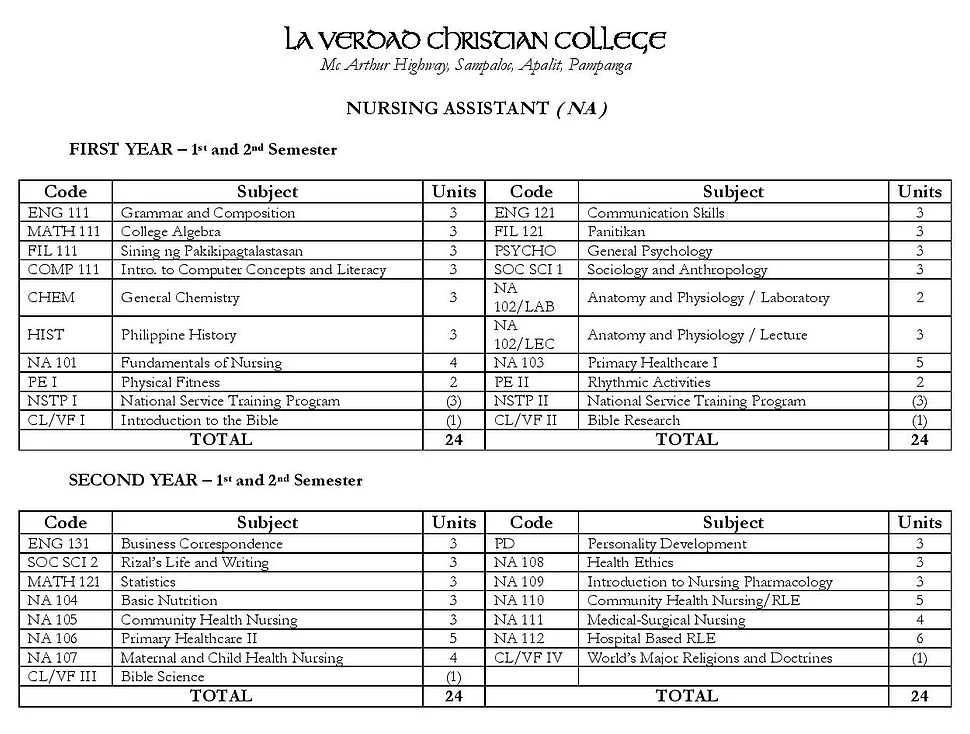 LA VERDAD CHRISTIAN COLLEGE
Mc Arthur Highway, Sampaloc, Apalit, Pampanga
NURSING ASSISTANT ( NA )
FIRST YEAR – 1st and 2nd Semester
Code Subject Units Code Subject Units
ENG 111 Grammar and Composition 3 ENG 121 Communication Skills 3
MATH 111 College Algebra 3 FIL 121 Panitikan 3
FIL 111 Sining ng Pakikipagtalastasan 3 PSYCHO General Psychology 3
COMP 111 Intro. to Computer Concepts and Literacy 3 SOC SCI 1 Sociology and Anthropology 3
CHEM General Chemistry 3 NA 102/LAB Anatomy and Physiology / Laboratory 2
HIST Philippine History 3 NA 102/LEC Anatomy and Physiology / Lecture 3
NA 101 Fundamentals of Nursing 4 NA 103 Primary Healthcare I 5
PE I Physical Fitness 2 PE II Rhythmic Activities 2
NSTP I National Service Training Program (3) NSTP II National Service Training Program (3)
CL/VF I Introduction to the Bible (1) CL/VF II Bible Research (1)
TOTAL 24 TOTAL 24
SECOND YEAR – 1st and 2nd Semester
Code Subject Units Code Subject Units
ENG 131 Business Correspondence 3 PD Personality Development 3
SOC SCI 2 Rizal's Life and Writing 3 NA 108 Health Ethics 3
MATH 121 Statistics 3 NA 109 Introduction to Nursing Pharmacology 3
NA 104 Basic Nutrition 3 NA 110 Community Health Nursing/RLE 5
NA 105 Community Health Nursing 3 NA 111 Medical-Surgical Nursing 4
NA 106 Primary Healthcare II 5 NA 112 Hospital Based RLE 6
NA 107 Maternal and Child Health Nursing 4 CL/VF IV World's Major Religions and Doctrines (1)
CL/VF III Bible Science (1)
TOTAL 24 TOTAL 24